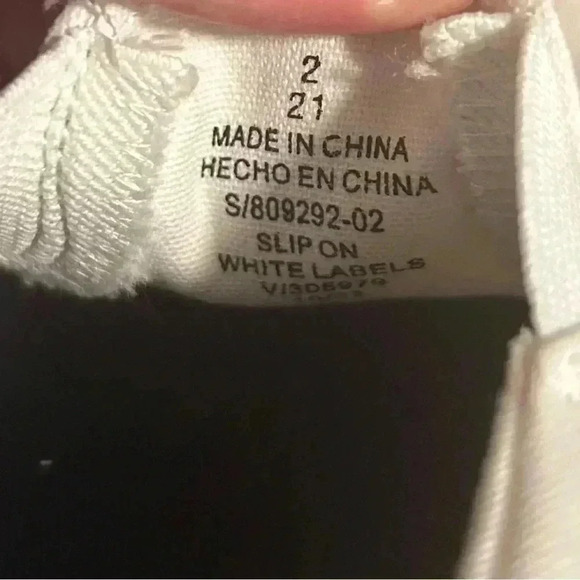 2
21
MADE IN CHINA
HECHO EN CHINA
S/809292-02
SLIP ON
WHITE LABELS